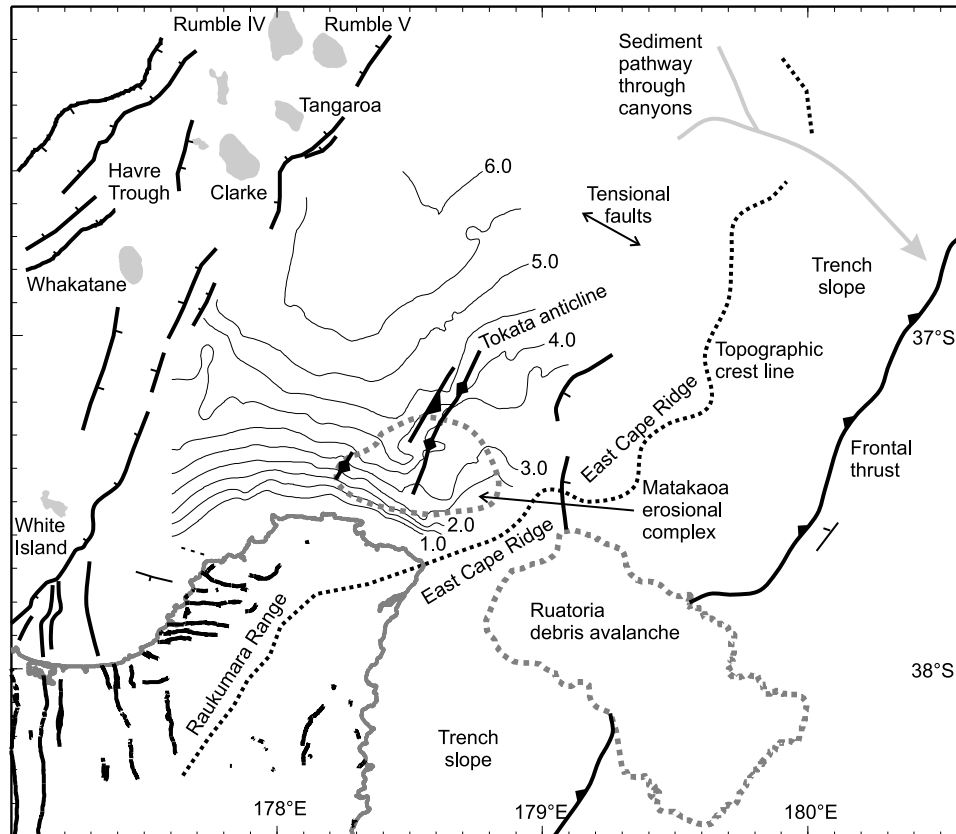 Rumble IV
Rumble V
Sediment
pathway
through
canyons
Tangaroa
Havre
Trough
Clarke
6.0
Tensional
faults
Whakatane
5.0
Trench
slope
Tokata anticline
4.0
37°S
Topographic
crest line
East Cape Ridge
3.0
Frontal
thrust
Matakaoa
erosional
complex
White
Island
2.0
1.0
East Cape Ridge
Ruatoria
debris avalanche
Raukumara Range
38°S
Trench
slope
178°E
179°E
180°E